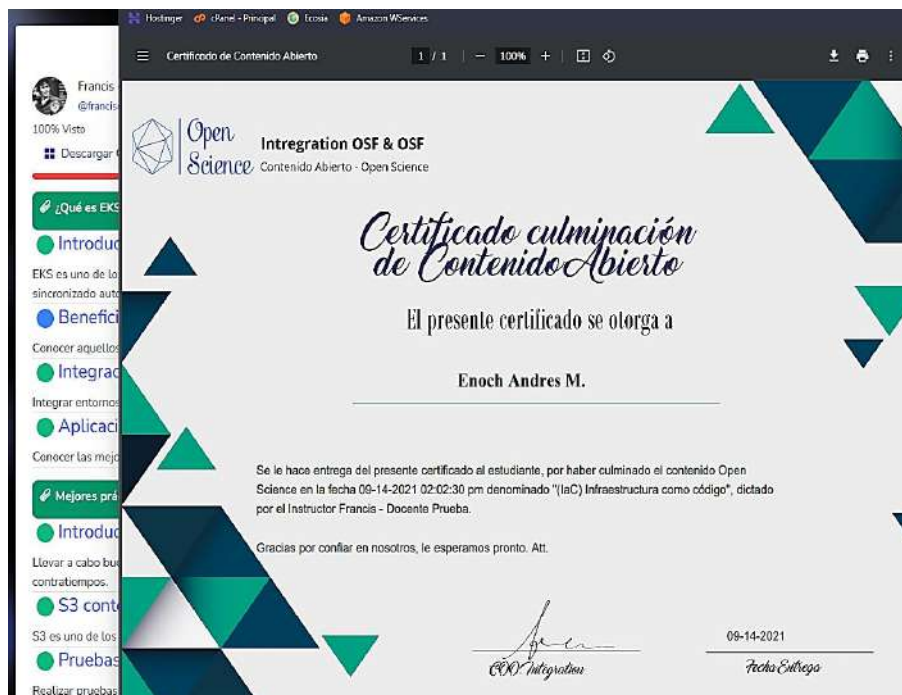 Hostinger cPanel - Principal Ecosia Amazon WServices
Certificado de Contenido Abierto 1 / 1 100%
Francis
@francis
100% Visto
Descargar
¿Qué es EKS
Introduc
EKS es uno de lo
sincronizado auto
Benefici
Conocer aquellos
Integrac
Integrar entornos
Aplicaci
Conocer las mejo
Mejores prá
Introduc
Llevar a cabo bue
contratiempos.
S3 conte
S3 es uno de los
Pruebas
Realizar pruebas
Open
Science
Intregration OSF & OSF
Contenido Abierto - Open Science
Certificado culminación
de Contenido Abierto
El presente certificado se otorga a
Enoch Andres M.
Se le hace entrega del presente certificado al estudiante, por haber culminado el contenido Open
Science en la fecha 09-14-2021 02:02:30 pm denominado "(IaC) Infraestructura como código", dictado
por el Instructor Francis - Docente Prueba.
Gracias por confiar en nosotros, le esperamos pronto. Att.
COO Integration
09-14-2021
Fecha Entrega